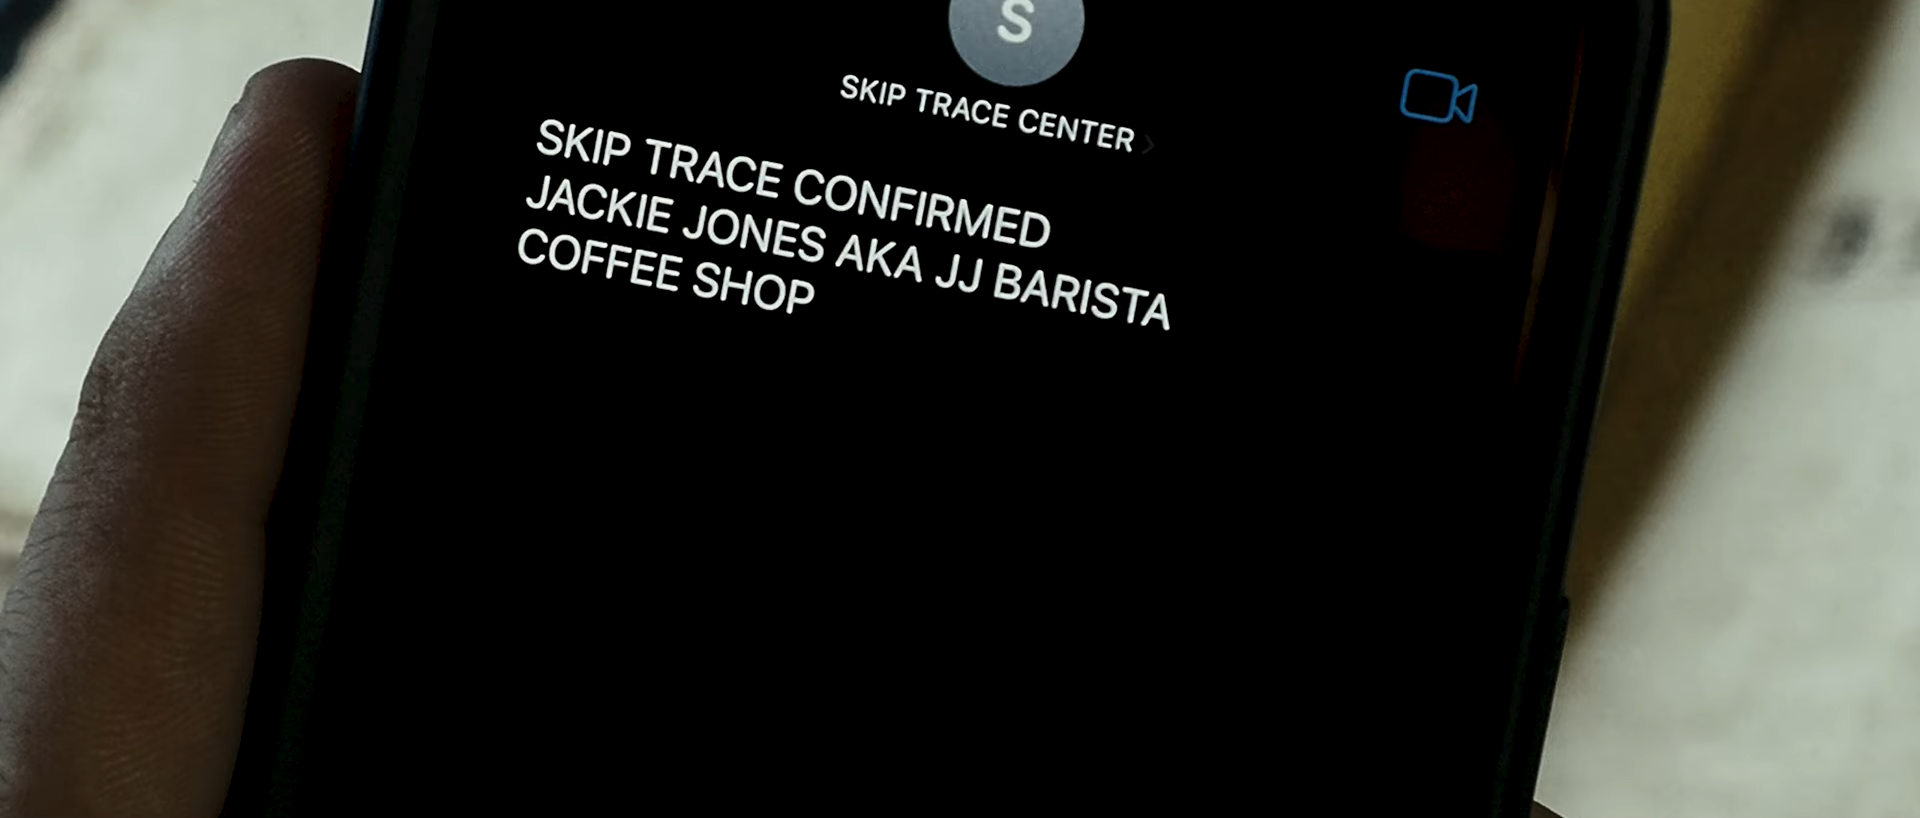 S
SKIP TRACE CENTER
SKIP TRACE CONFIRMED
JACKIE JONES AKA JJ BARISTA
COFFEE SHOP